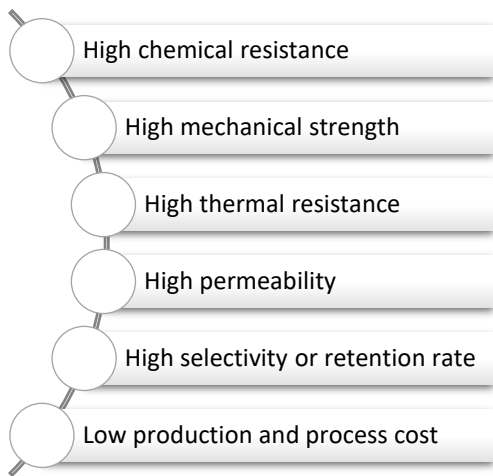 High chemical resistance
High mechanical strength
High thermal resistance
High permeability
High selectivity or retention rate
Low production and process cost